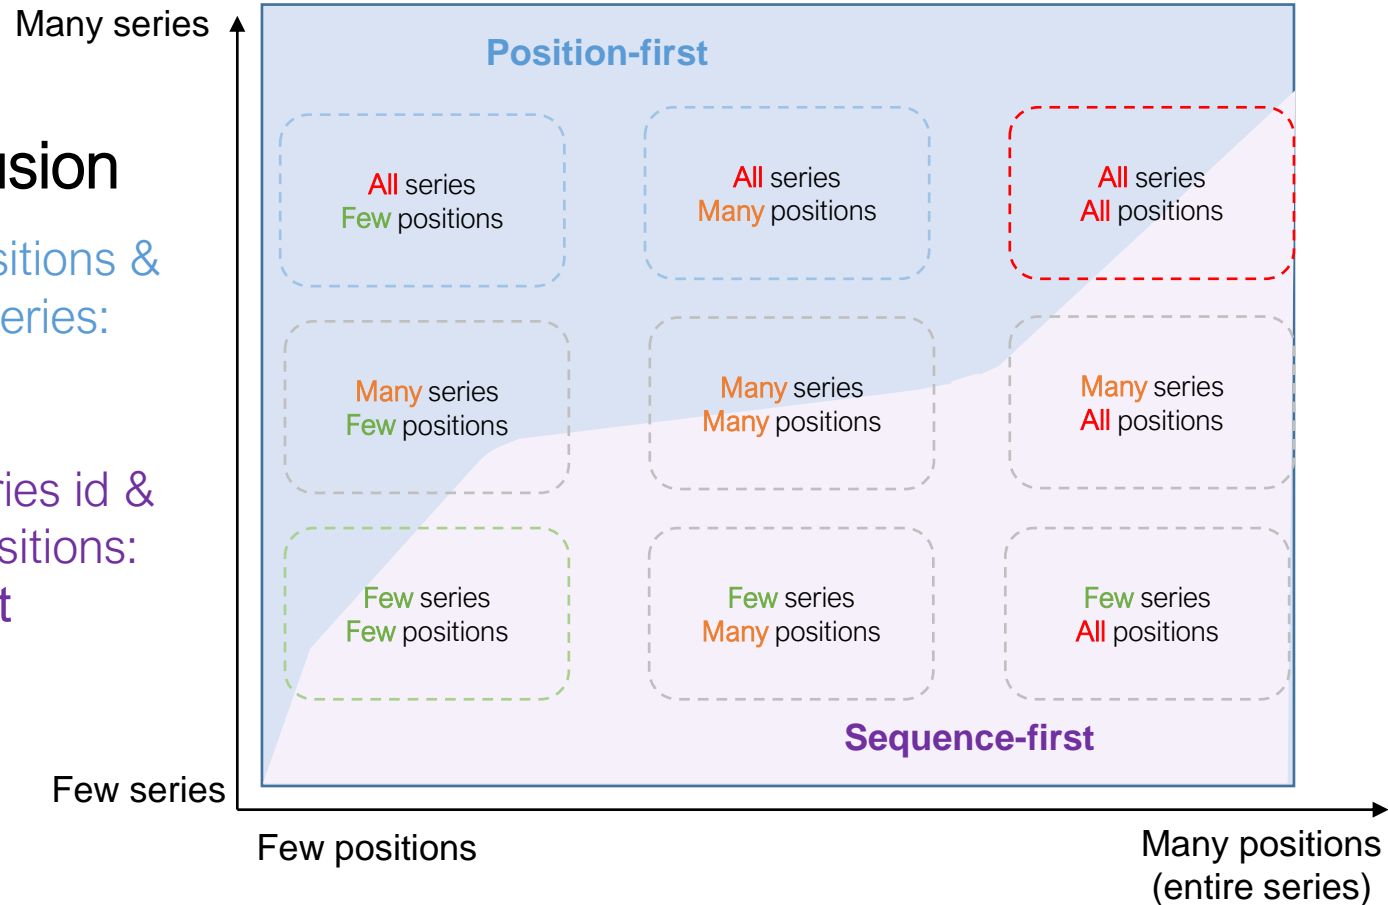 Many series
Position-first
usion
sitions &
eries:
ries id &
sitions:
t
All series
Few positions
All series
Many positions
All series
All positions
Many series
Few positions
Many series
Many positions
Many series
All positions
Few series
Few positions
Few series
Many positions
Few series
All positions
Sequence-first
Few series
Few positions
Many positions
(entire series)